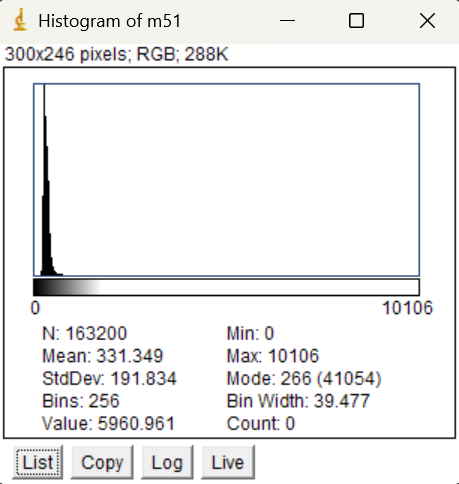 Histogram of m51
300x246 pixels; RGB; 288K
0 10106
N: 163200 Min: 0
Mean: 331.349 Max: 10106
StdDev: 191.834 Mode: 266 (41054)
Bins: 256 Bin Width: 39.477
Value: 5960.961 Count: 0
List Copy Log Live